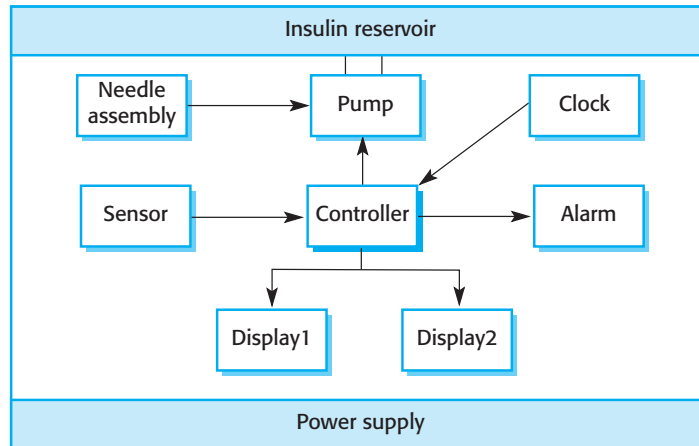 Insulin reservoir
Needle
assembly
Pump
Clock
Sensor
Controller
Alarm
Display1
Display2
Power supply